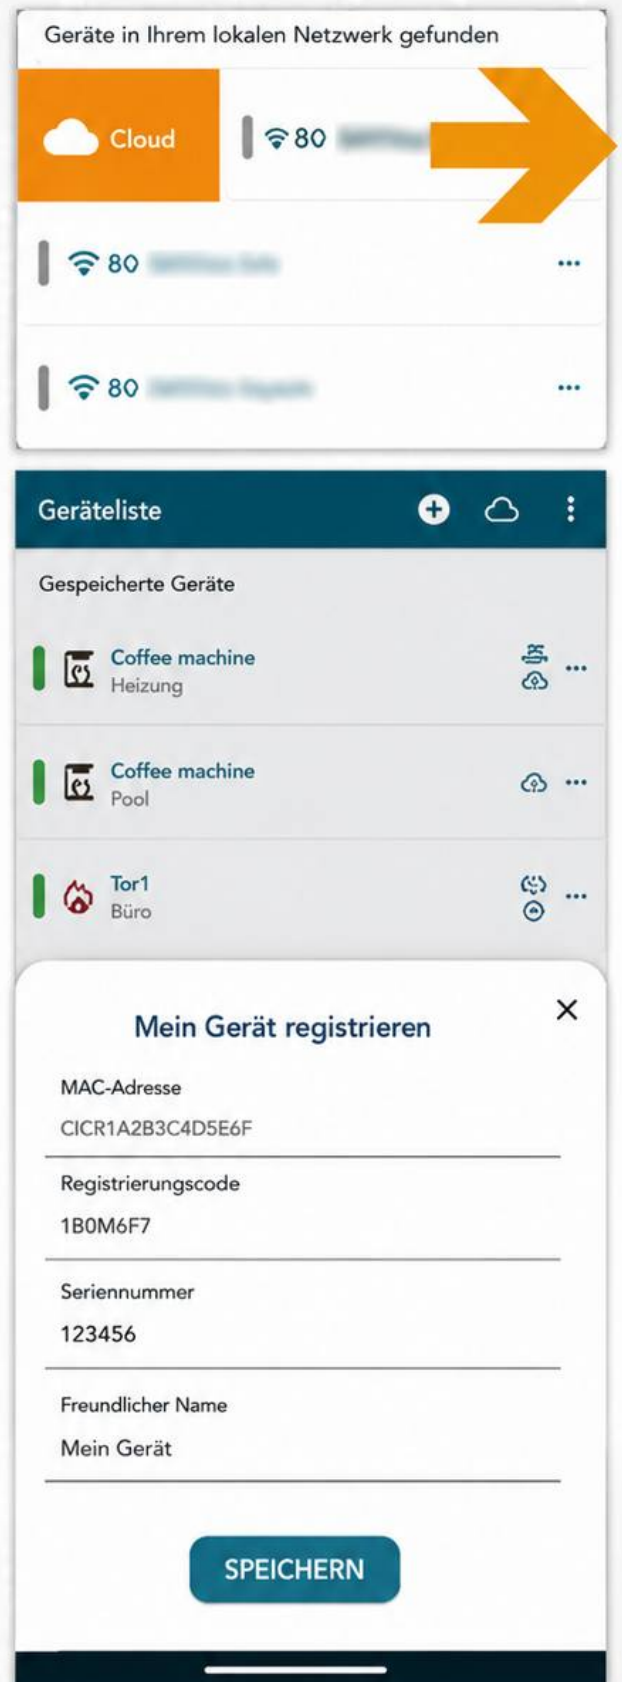 Geräte in Ihrem lokalen Netzwerk gefunden
Cloud
80
80
80
Geräteliste
Gespeicherte Geräte
Coffee machine
Heizung
Coffee machine
Pool
Tor1
Büro
Mein Gerät registrieren
MAC-Adresse
CICR1A2B3C4D5E6F
Registrierungscode
1B0M6F7
Seriennummer
123456
Freundlicher Name
Mein Gerät
SPEICHERN